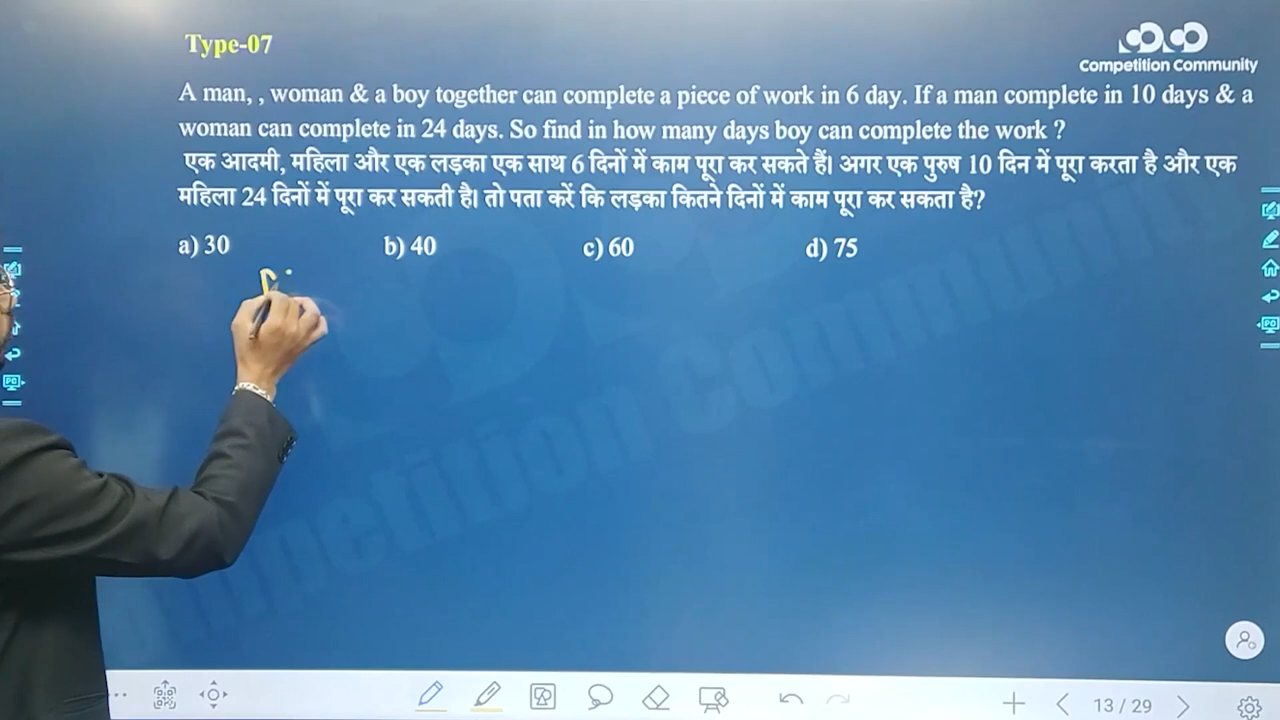 Type-07
Competition Community
A man, , woman & a boy together can complete a piece of work in 6 day. If a man complete in 10 days & a
woman can complete in 24 days. So find in how many days boy can complete the work ?
एक आदमी, महिला और एक लड़का एक साथ 6 दिनों में काम पूरा कर सकते हैं। अगर एक पुरुष 10 दिन में पूरा करता है और एक
महिला 24 दिनों में पूरा कर सकती है। तो पता करें कि लड़का कितने दिनों में काम पूरा कर सकता है?
a) 30 b) 40 c) 60 d) 75
13 / 29